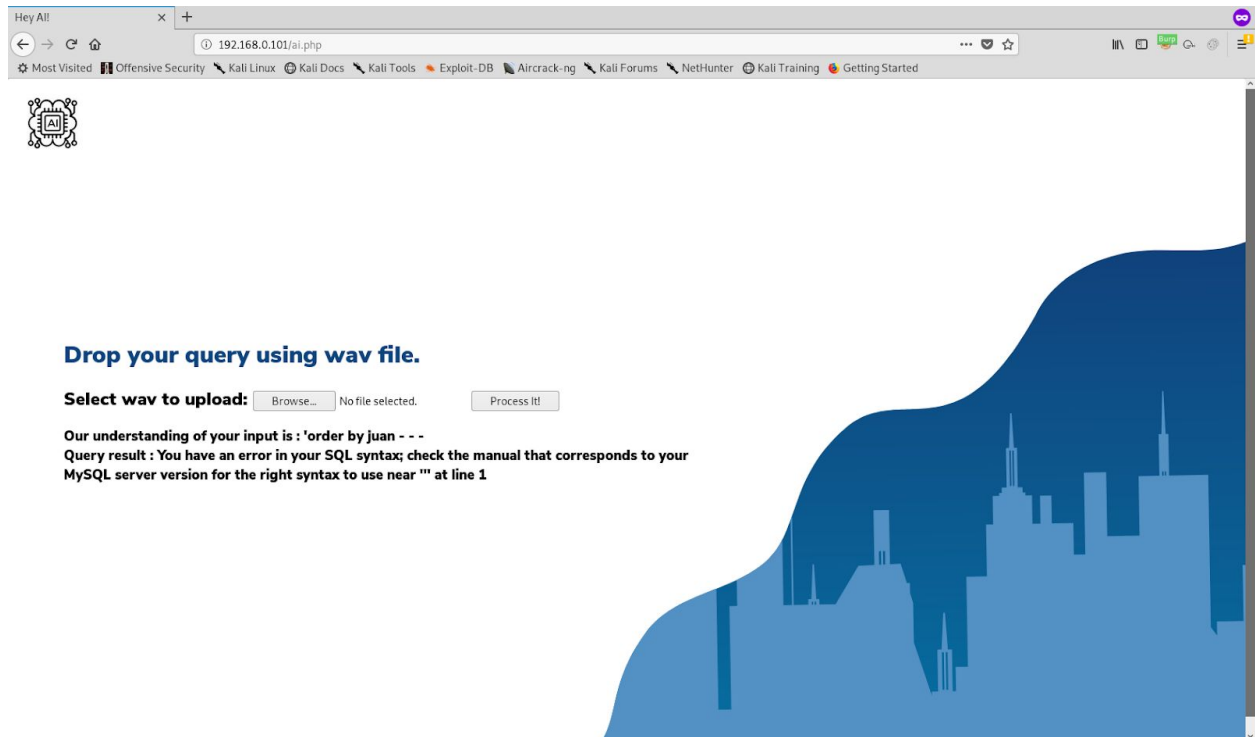 Hey AI!
192.168.0.101/ai.php
Burp
1
Most Visited Offensive Security Kali Linux Kali Docs Kali Tools Exploit-DB Aircrack-ng Kali Forums NetHunter Kali Training Getting Started
AI
Drop your query using wav file.
Select wav to upload: Browse... No file selected. Process It!
Our understanding of your input is : 'order by juan - - -
Query result : You have an error in your SQL syntax; check the manual that corresponds to your
MySQL server version for the right syntax to use near ''' at line 1